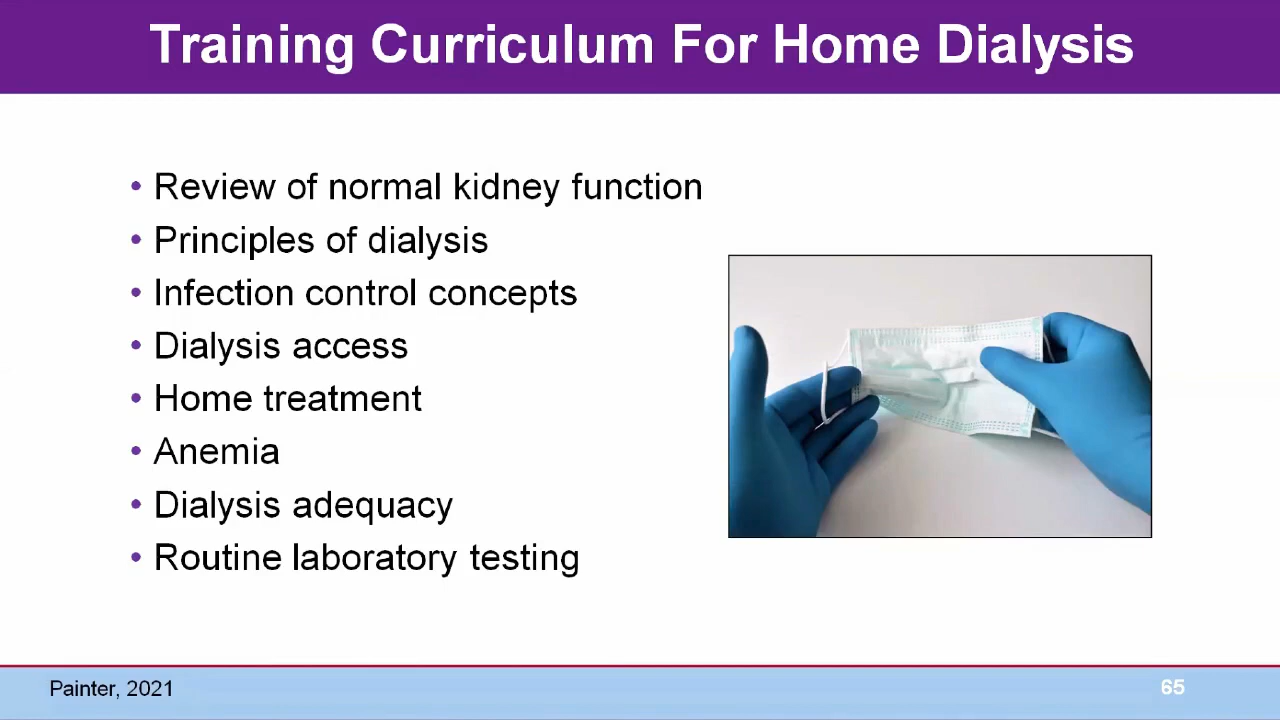 Training Curriculum For Home Dialysis
• Review of normal kidney function
• Principles of dialysis
• Infection control concepts
• Dialysis access
• Home treatment
• Anemia
• Dialysis adequacy
• Routine laboratory testing
Painter, 2021
65